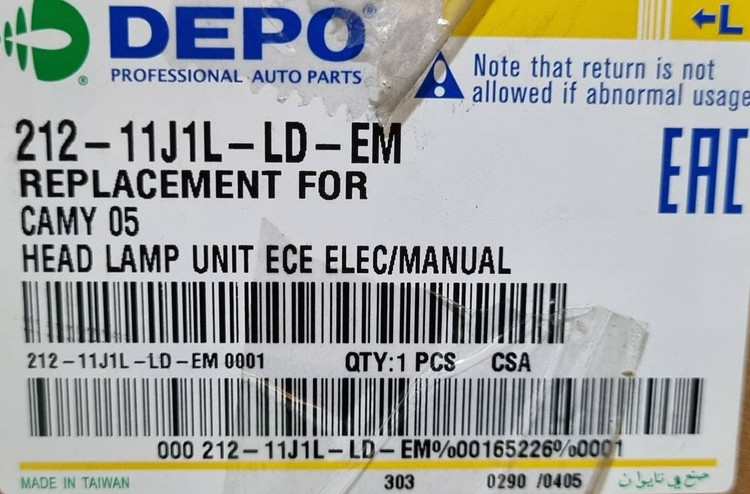 DEPO®
PROFESSIONAL AUTO PARTS
←L
Note that return is not
allowed if abnormal usage
212-11J1L-LD-EM
EAC
REPLACEMENT FOR
CAMY 05
HEAD LAMP UNIT ECE ELEC/MANUAL
212-11J1L-LD-EM 0001 QTY:1 PCS CSA
000 212-11J1L-LD-EM%00165226%0001
MADE IN TAIWAN 303 0290 /0405 صنع في تايوان